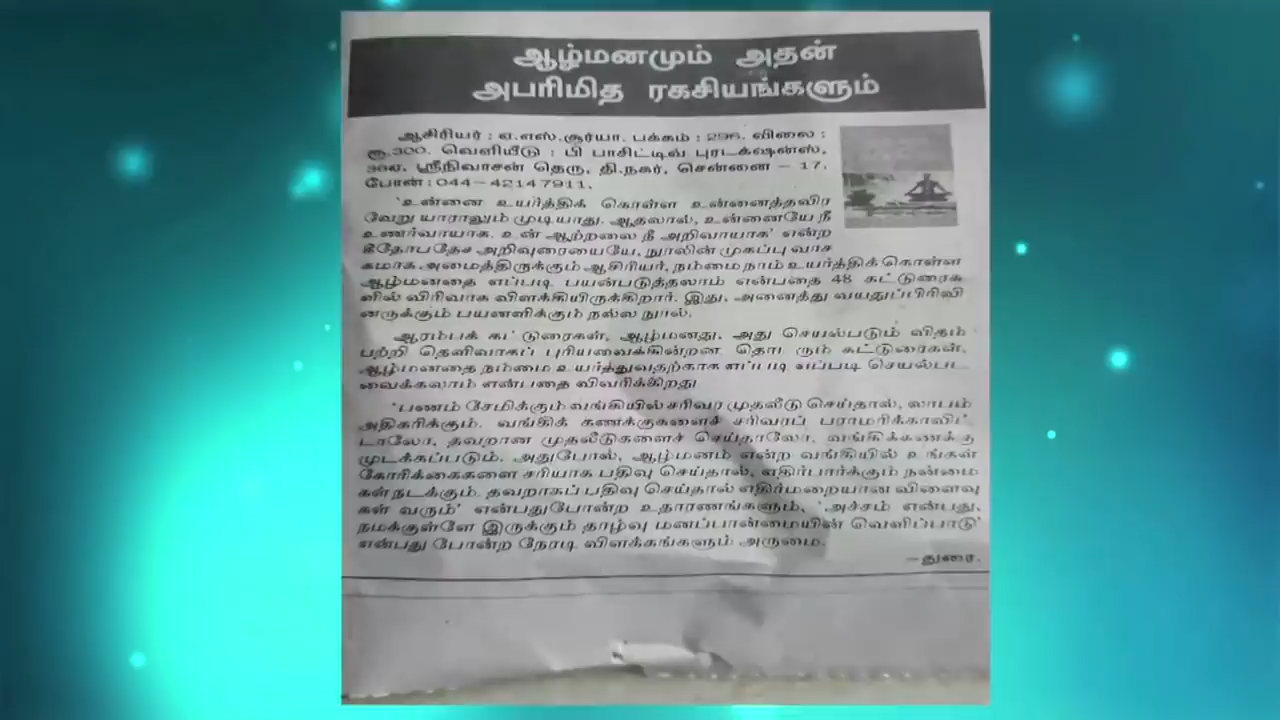 ஆழ்மனமும் அதன்
அபரிமித ரகசியங்களும்
ஆசிரியர் : ஏ.எஸ்.சூர்யா. பக்கம் : 296. விலை :
ரூ.300. வெளியீடு : பி பாசிட்டிவ் புரடக்ஷன்ஸ்,
ஸ்ரீநிவாசன் தெரு, தி.நகர், சென்னை – 17.
போன் : 044–42147911.
'உன்னை உயர்த்திக் கொள்ள உன்னைத்தவிர
வேறு யாராலும் முடியாது. ஆதலால், உன்னையே நீ
உணர்வாயாக. உன் ஆற்றலை நீ அறிவாயாக' என்ற
கீதோபதேச அறிவுரையையே, நூலின் முகப்பு வாச
கமாக அமைத்திருக்கும் ஆசிரியர், நம்மை நாம் உயர்த்திக் கொள்ள
ஆழ்மனதை எப்படி பயன்படுத்தலாம் என்பதை 48 கட்டுரைக
ளில் விரிவாக விளக்கியிருக்கிறார். இது, அனைத்து வயதுப்பிரிவி
னருக்கும் பயனளிக்கும் நல்ல நூல்.
ஆரம்பக் கட்டுரைகள், ஆழ்மனது, அது செயல்படும் விதம்
பற்றி தெளிவாகப் புரியவைக்கின்றன. தொடரும் கட்டுரைகள்,
ஆழ்மனதை நம்மை உயர்த்துவதற்காக எப்படி எப்படி செயல்பட
வைக்கலாம் என்பதை விவரிக்கிறது
'பணம் சேமிக்கும் வங்கியில் சரிவர முதலீடு செய்தால், லாபம்
அதிகரிக்கும். வங்கிக் கணக்குகளைச் சரிவரப் பராமரிக்காவிட்
டாலோ, தவறான முதலீடுகளைச் செய்தாலோ, வங்கிக்கணக்கு
முடக்கப்படும். அதுபோல், ஆழ்மனம் என்ற வங்கியில் உங்கள்
கோரிக்கைகளை சரியாக பதிவு செய்தால், எதிர்பார்க்கும் நன்மை
கள் நடக்கும். தவறாகப் பதிவு செய்தால் எதிர்மறையான விளைவு
கள் வரும்' என்பதுபோன்ற உதாரணங்களும், 'அச்சம் என்பது,
நமக்குள்ளே இருக்கும் தாழ்வு மனப்பான்மையின் வெளிப்பாடு'
என்பது போன்ற நேரடி விளக்கங்களும் அருமை.
–துரை.